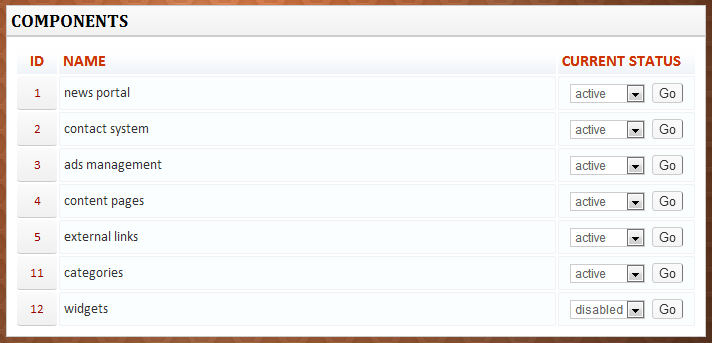 COMPONENTS
ID NAME CURRENT STATUS
1 news portal active Go
2 contact system active Go
3 ads management active Go
4 content pages active Go
5 external links active Go
11 categories active Go
12 widgets disabled Go